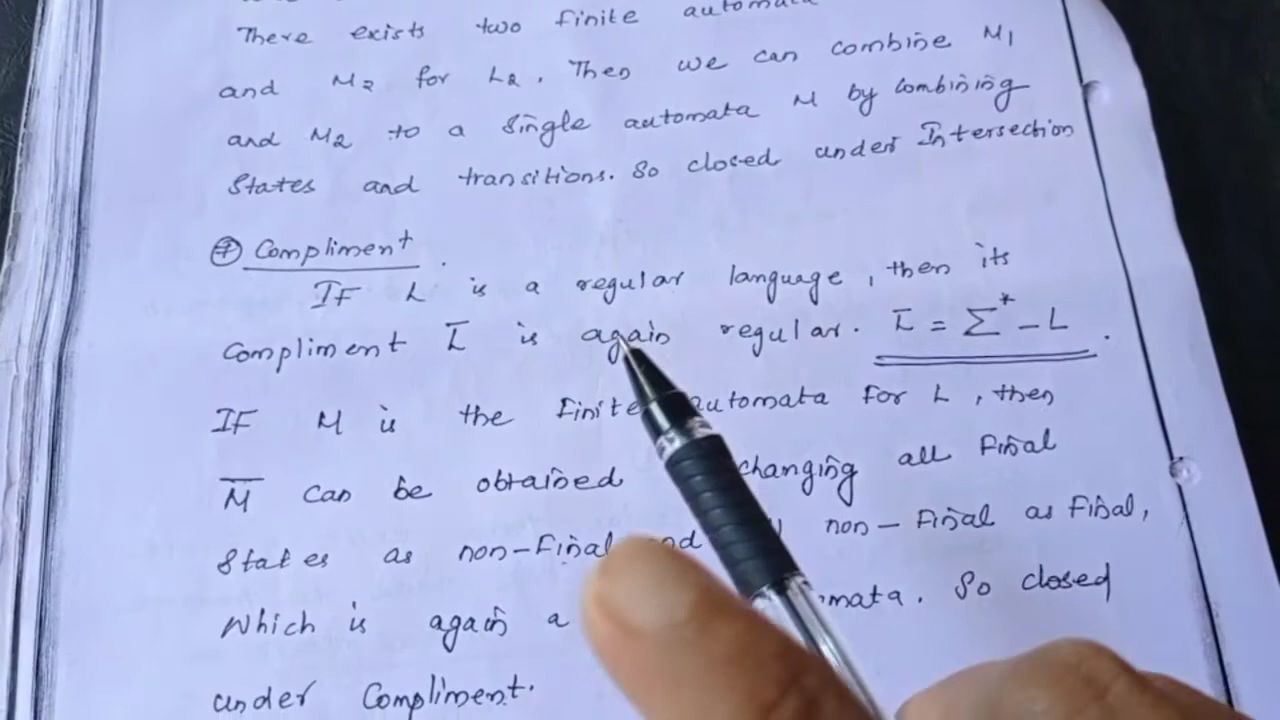 There exists two finite automata
and M2 for L2. Then we can combine M1
and M2 to a single automata M by combining
States and transitions. So closed under Intersection
⑦ Compliment.
IF L is a regular language, then its
compliment L̅ is again regular. L̅ = Σ* - L.
IF M is the finite automata for L, then
M̅ can be obtained changing all final
states as non-final and non-final as final,
which is again a So closed
under compliment.